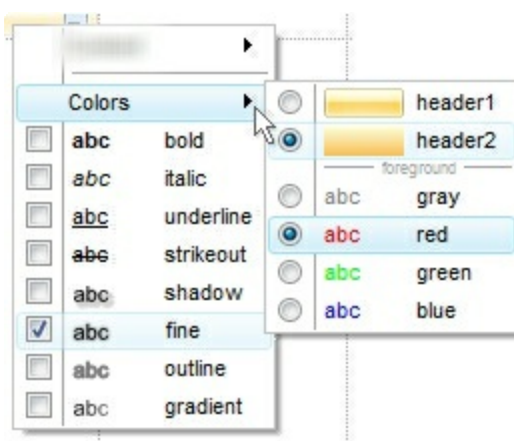 Colors
abc bold
abc italic
abc underline
abc strikeout
abc shadow
abc fine
abc outline
abc gradient
header1
header2
foreground
abc gray
abc red
abc green
abc blue